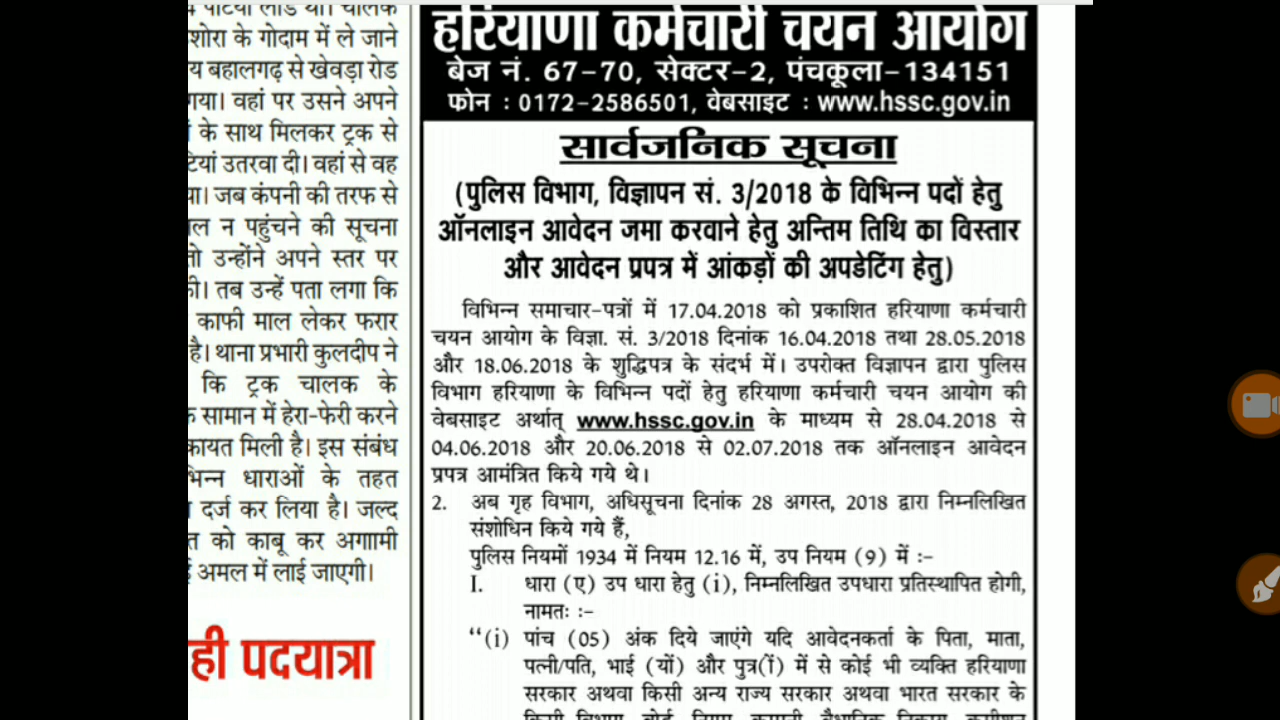 पेटियां लोड थी। चालक
शोरा के गोदाम में ले जाने
य बहालगढ़ से खेवड़ा रोड
गया। वहां पर उसने अपने
के साथ मिलकर ट्रक से
टियां उतरवा दी। वहां से वह
या। जब कंपनी की तरफ से
ल न पहुंचने की सूचना
तो उन्होंने अपने स्तर पर
की। तब उन्हें पता लगा कि
काफी माल लेकर फरार
है। थाना प्रभारी कुलदीप ने
कि ट्रक चालक के
सामान में हेरा-फेरी करने
कायत मिली है। इस संबंध
भिन्न धाराओं के तहत
दर्ज कर लिया है। जल्द
त को काबू कर अगाामी
अमल में लाई जाएगी।
ही पदयात्रा
हरियाणा कर्मचारी चयन आयोग
बेज नं. 67-70, सेक्टर-2, पंचकूला-134151
फोन : 0172-2586501, वेबसाइट : www.hssc.gov.in
सार्वजनिक सूचना
(पुलिस विभाग, विज्ञापन सं. 3/2018 के विभिन्न पदों हेतु
ऑनलाइन आवेदन जमा करवाने हेतु अन्तिम तिथि का विस्तार
और आवेदन प्रपत्र में आंकड़ों की अपडेटिंग हेतु)
विभिन्न समाचार-पत्रों में 17.04.2018 को प्रकाशित हरियाणा कर्मचारी
चयन आयोग के विज्ञा. सं. 3/2018 दिनांक 16.04.2018 तथा 28.05.2018
और 18.06.2018 के शुद्धिपत्र के संदर्भ में। उपरोक्त विज्ञापन द्वारा पुलिस
विभाग हरियाणा के विभिन्न पदों हेतु हरियाणा कर्मचारी चयन आयोग की
वेबसाइट अर्थात् www.hssc.gov.in के माध्यम से 28.04.2018 से
04.06.2018 और 20.06.2018 से 02.07.2018 तक ऑनलाइन आवेदन
प्रपत्र आमंत्रित किये गये थे।
2. अब गृह विभाग, अधिसूचना दिनांक 28 अगस्त, 2018 द्वारा निम्नलिखित
संशोधिन किये गये हैं,
पुलिस नियमों 1934 में नियम 12.16 में, उप नियम (9) में :-
I. धारा (ए) उप धारा हेतु (i), निम्नलिखित उपधारा प्रतिस्थापित होगी,
नामतः :-
“(i) पांच (05) अंक दिये जाएंगे यदि आवेदनकर्ता के पिता, माता,
पत्नी/पति, भाई (यों) और पुत्र(ों) में से कोई भी व्यक्ति हरियाणा
सरकार अथवा किसी अन्य राज्य सरकार अथवा भारत सरकार के